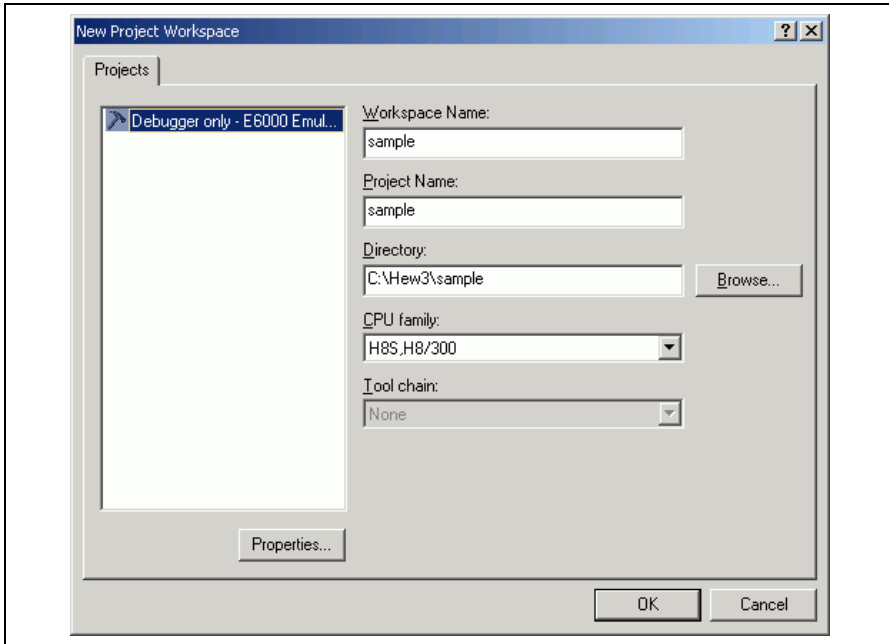 New Project Workspace
Projects
Debugger only - E6000 Emul...
Workspace Name:
sample
Project Name:
sample
Directory:
C:\Hew3\sample
Browse...
CPU family:
H8S,H8/300
Tool chain:
None
Properties...
OK
Cancel